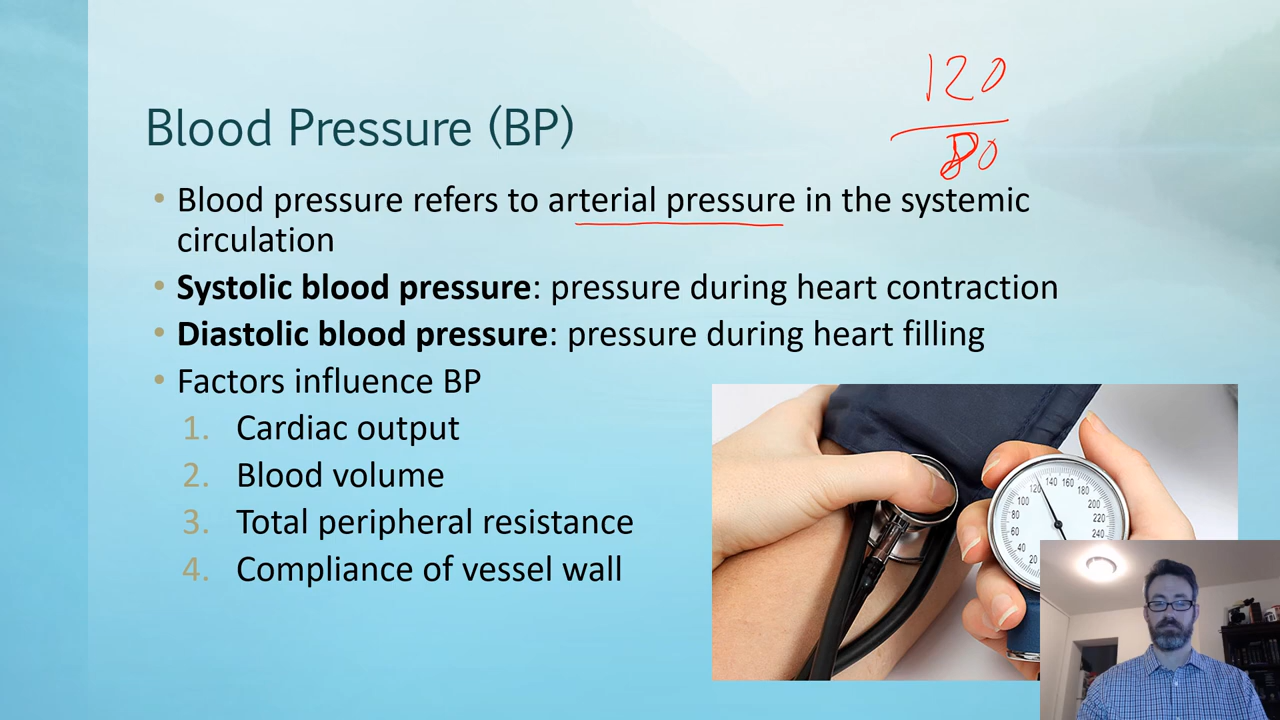 120
80
Blood Pressure (BP)
• Blood pressure refers to arterial pressure in the systemic
circulation
• Systolic blood pressure: pressure during heart contraction
• Diastolic blood pressure: pressure during heart filling
• Factors influence BP
1. Cardiac output
2. Blood volume
3. Total peripheral resistance
4. Compliance of vessel wall
120 140 160
100 180
80 200
60 220
40 240
20